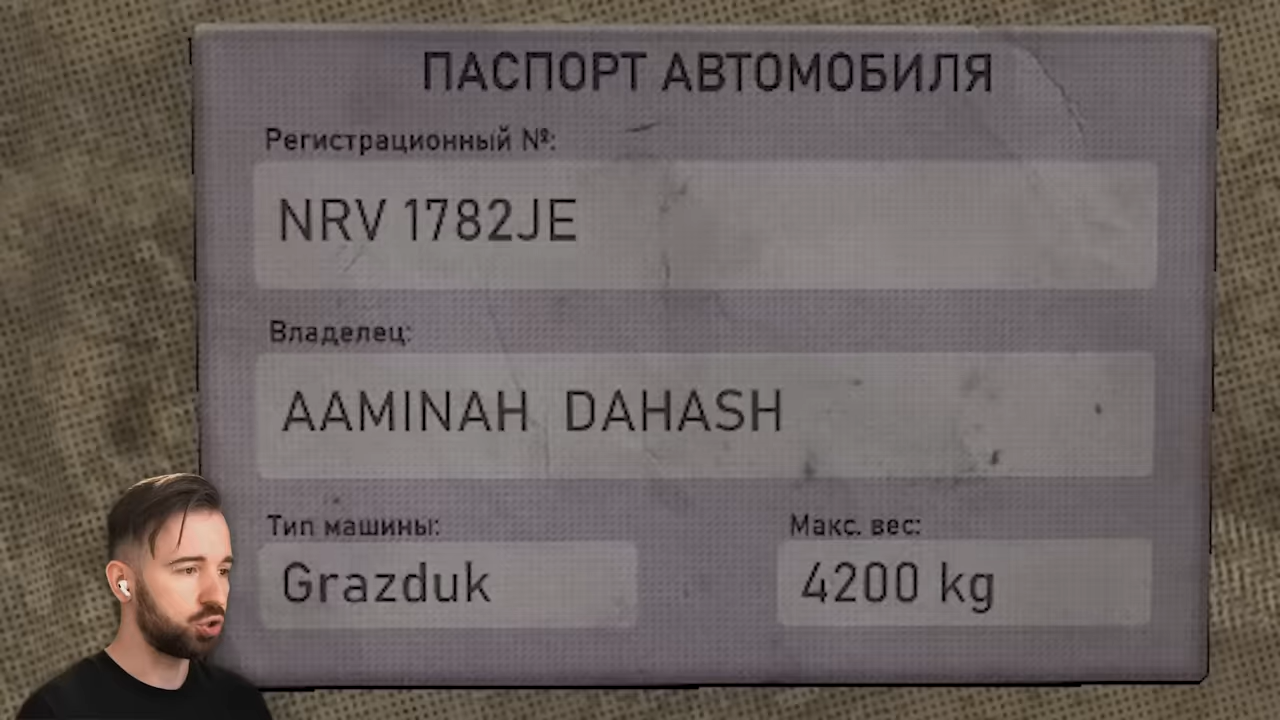 ПАСПОРТ АВТОМОБИЛЯ
Регистрационный №:
NRV 1782JE
Владелец:
AAMINAH DAHASH
Тип машины:
Grazduk
Макс. вес:
4200 kg